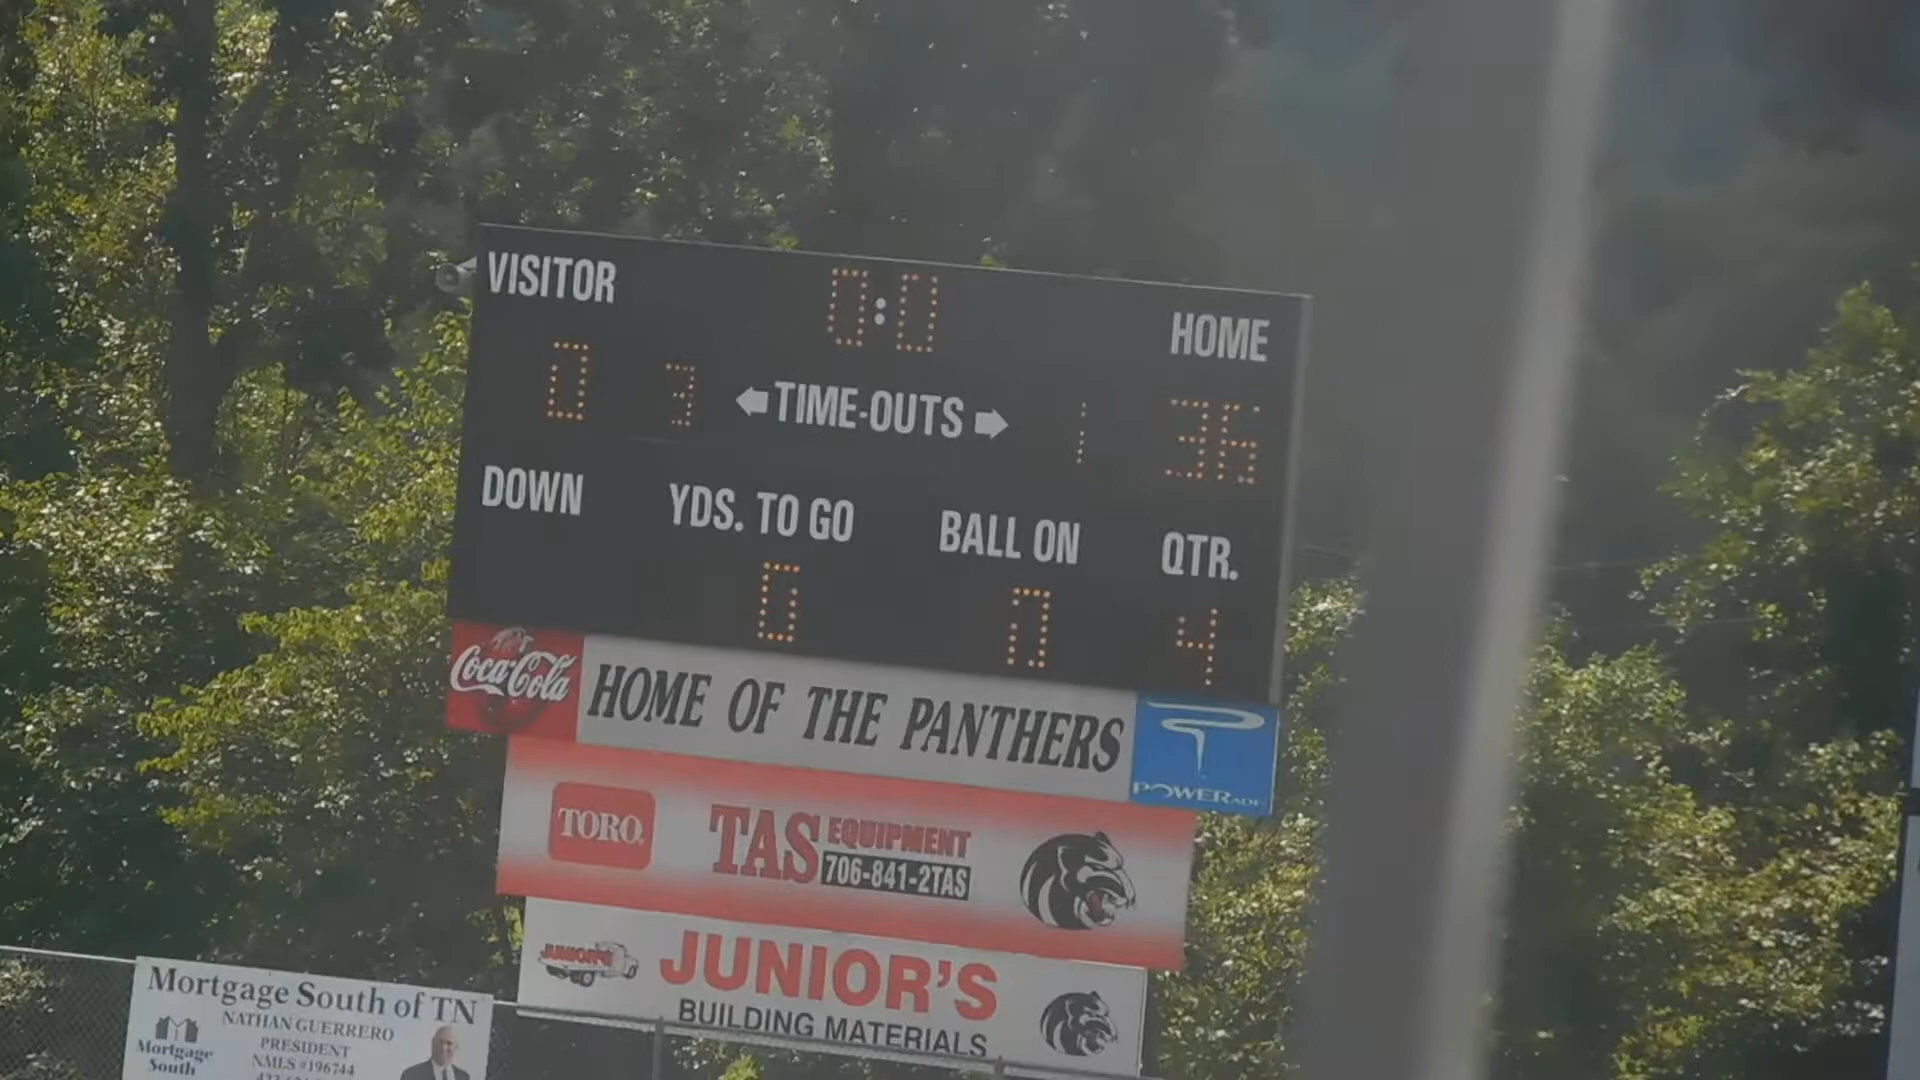 VISITOR
0:0
HOME
0
3
TIME-OUTS
1
36
DOWN
YDS. TO GO
BALL ON
QTR.
0
0
4
Coca-Cola
HOME OF THE PANTHERS
POWERADE
TORO
TAS EQUIPMENT
706-841-2TAS
JUNIOR'S
JUNIOR'S
BUILDING MATERIALS
Mortgage South of TN
NATHAN GUERRERO
PRESIDENT
NMLS #196744
Mortgage
South